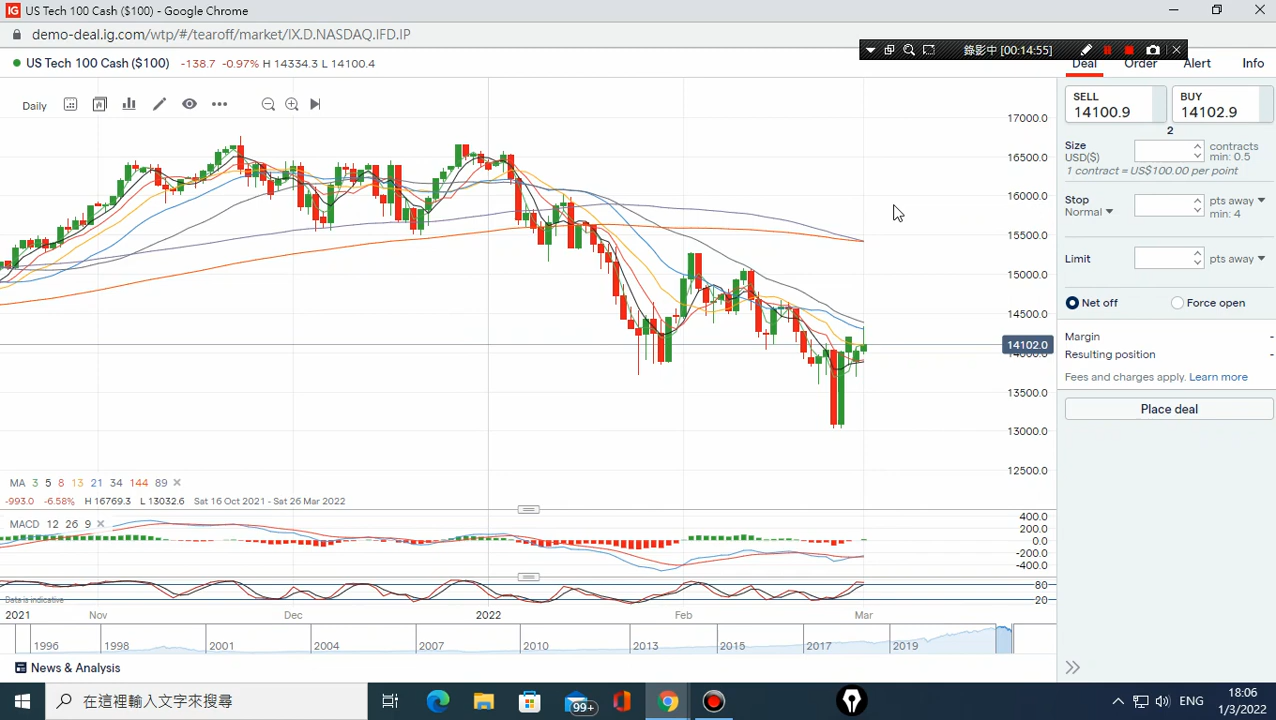 IG US Tech 100 Cash ($100) - Google Chrome
demo-deal.ig.com/wtp/#/tearoff/market/IX.D.NASDAQ.IFD.IP
錄影中 [00:14:55]
US Tech 100 Cash ($100) -138.7 -0.97% H 14334.3 L 14100.4
Deal Order Alert Info
Daily
SELL
14100.9
BUY
14102.9
2
Size
USD($)
contracts
min: 0.5
1 contract = US$100.00 per point
Stop
Normal
pts away
min: 4
Limit
pts away
Net off
Force open
Margin -
Resulting position -
Fees and charges apply. Learn more
Place deal
17000.0
16500.0
16000.0
15500.0
15000.0
14500.0
14102.0
14000.0
13500.0
13000.0
12500.0
MA 3 5 8 13 21 34 144 89
-993.0 -6.58% H 16769.3 L 13032.6 Sat 16 Oct 2021 - Sat 26 Mar 2022
MACD 12 26 9
400.0
200.0
0.0
-200.0
-400.0
80
20
Data is indicative
2021 Nov Dec 2022 Feb Mar
1996 1998 2001 2004 2007 2010 2013 2015 2017 2019
News & Analysis
在這裡輸入文字來搜尋
99+
ENG
18:06
1/3/2022